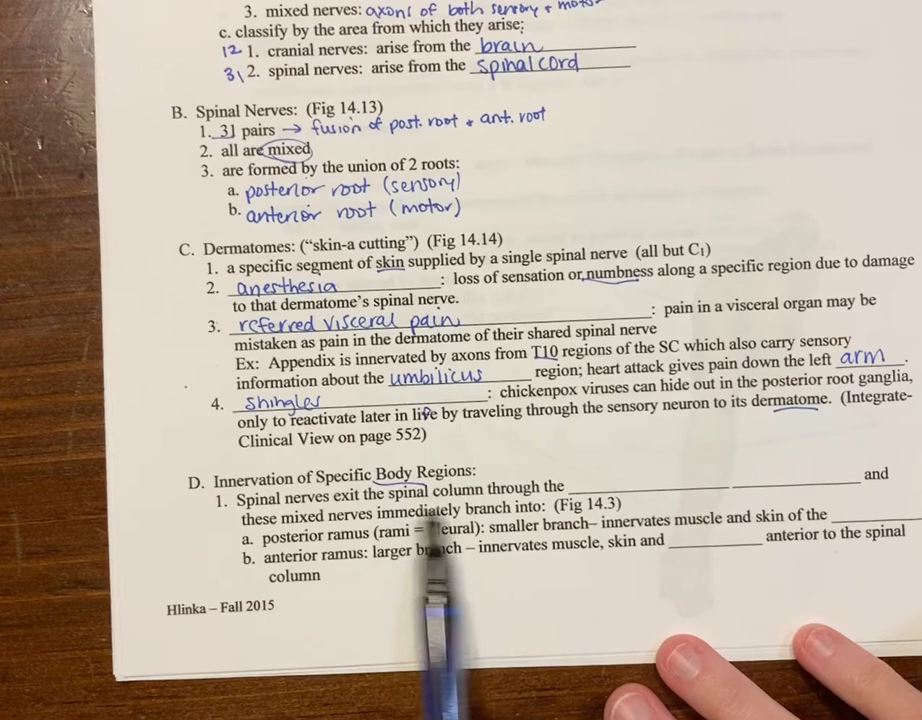 3. mixed nerves: axons of both sensory + motor
c. classify by the area from which they arise;
12 1. cranial nerves: arise from the brain
31 2. spinal nerves: arise from the spinal cord
B. Spinal Nerves: (Fig 14.13)
1. 31 pairs → fusion of post. root + ant. root
2. all are mixed
3. are formed by the union of 2 roots:
a. posterior root (sensory)
b. anterior root (motor)
C. Dermatomes: (“skin-a cutting”) (Fig 14.14)
1. a specific segment of skin supplied by a single spinal nerve (all but C₁)
2. anesthesia : loss of sensation or numbness along a specific region due to damage
to that dermatome’s spinal nerve.
3. referred visceral pain : pain in a visceral organ may be
mistaken as pain in the dermatome of their shared spinal nerve
Ex: Appendix is innervated by axons from T10 regions of the SC which also carry sensory
information about the umbilicus region; heart attack gives pain down the left arm .
4. shingles : chickenpox viruses can hide out in the posterior root ganglia,
only to reactivate later in life by traveling through the sensory neuron to its dermatome. (Integrate-
Clinical View on page 552)
D. Innervation of Specific Body Regions:
1. Spinal nerves exit the spinal column through the ____________ ____________ and
these mixed nerves immediately branch into: (Fig 14.3)
a. posterior ramus (rami = eural): smaller branch– innervates muscle and skin of the ________
b. anterior ramus: larger branch – innervates muscle, skin and ________ anterior to the spinal
column
Hlinka – Fall 2015